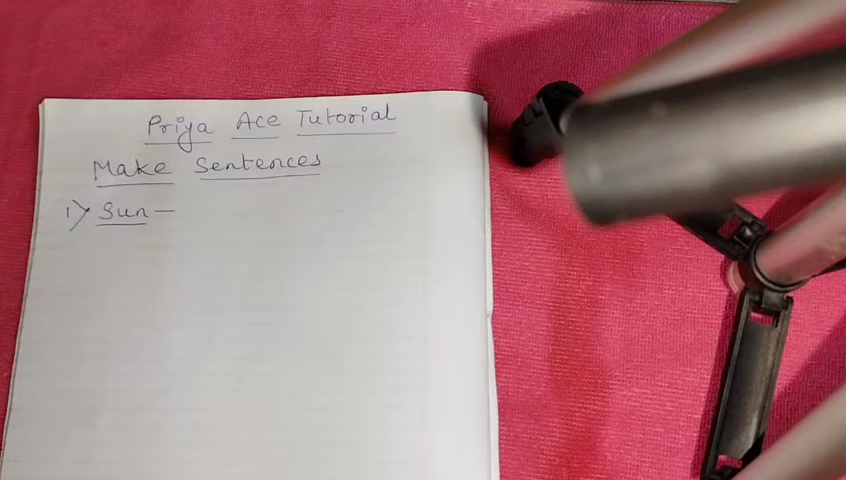 Priya Ace Tutorial
Make Sentences
1) Sun —